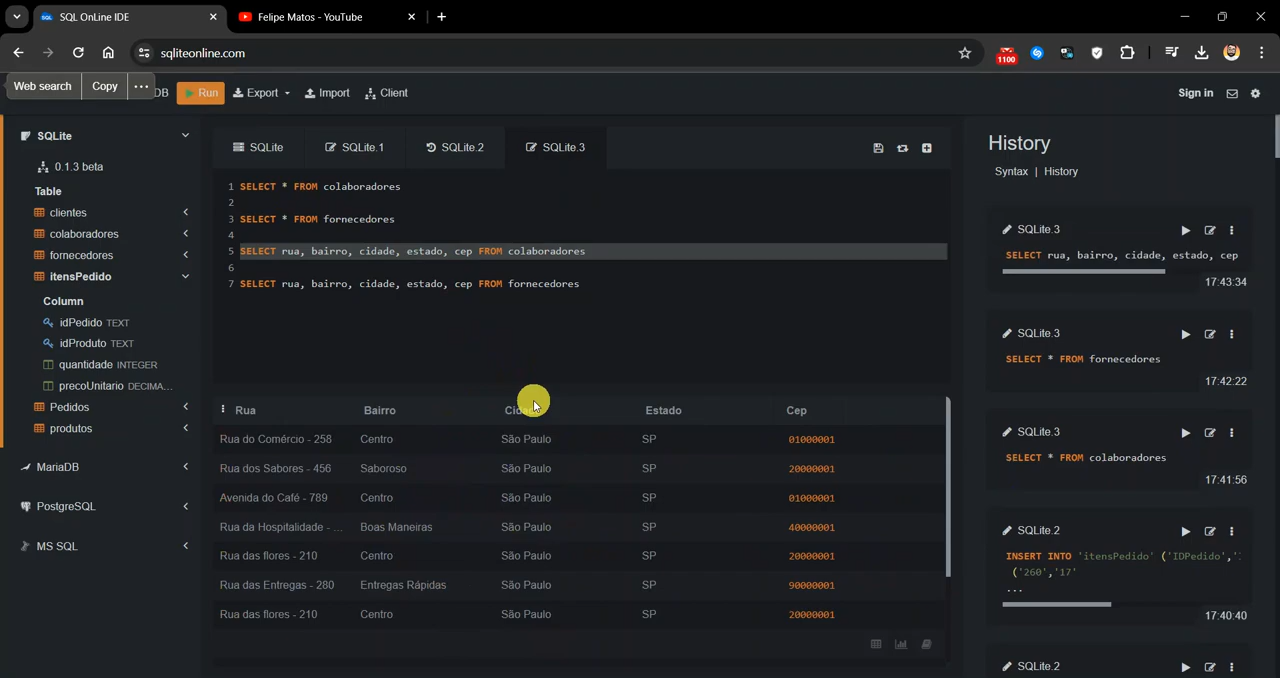 SQL OnLine IDE
Felipe Matos - YouTube
sqliteonline.com
1100
Web search
Copy
DB
Run
Export
Import
Client
Sign in
SQLite
0.1.3 beta
Table
clientes
colaboradores
fornecedores
itensPedido
Column
idPedido TEXT
idProduto TEXT
quantidade INTEGER
precoUnitario DECIMA...
Pedidos
produtos
MariaDB
PostgreSQL
MS SQL
SQLite
SQLite.1
SQLite.2
SQLite.3
1 SELECT * FROM colaboradores
2
3 SELECT * FROM fornecedores
4
5 SELECT rua, bairro, cidade, estado, cep FROM colaboradores
6
7 SELECT rua, bairro, cidade, estado, cep FROM fornecedores
Rua Bairro Estado Cep
Rua do Comércio - 258 Centro São Paulo SP 01000001
Rua dos Sabores - 456 Saboroso São Paulo SP 20000001
Avenida do Café - 789 Centro São Paulo SP 01000001
Rua da Hospitalidade - ... Boas Maneiras São Paulo SP 40000001
Rua das flores - 210 Centro São Paulo SP 20000001
Rua das Entregas - 280 Entregas Rápidas São Paulo SP 90000001
Rua das flores - 210 Centro São Paulo SP 20000001
History
Syntax | History
SQLite.3
SELECT rua, bairro, cidade, estado, cep
17:43:34
SQLite.3
SELECT * FROM fornecedores
17:42:22
SQLite.3
SELECT * FROM colaboradores
17:41:56
SQLite.2
INSERT INTO 'itensPedido' ('IDPedido','
('260','17'
...
17:40:40
SQLite.2